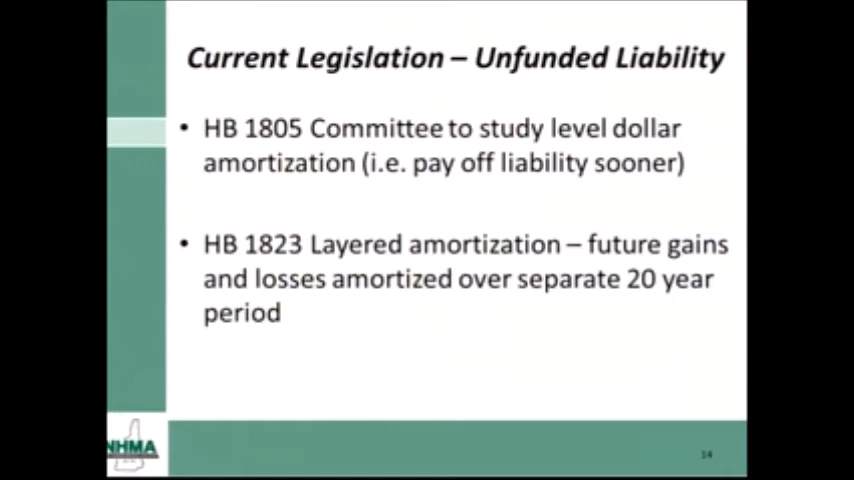 Current Legislation – Unfunded Liability
• HB 1805 Committee to study level dollar
amortization (i.e. pay off liability sooner)
• HB 1823 Layered amortization – future gains
and losses amortized over separate 20 year
period
NHMA
14